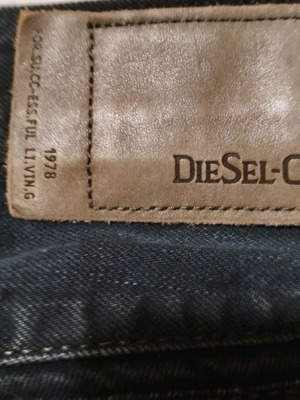 FOR.SU.CC-ESS.FUL LI.VIN.G
1978
DIESEL-